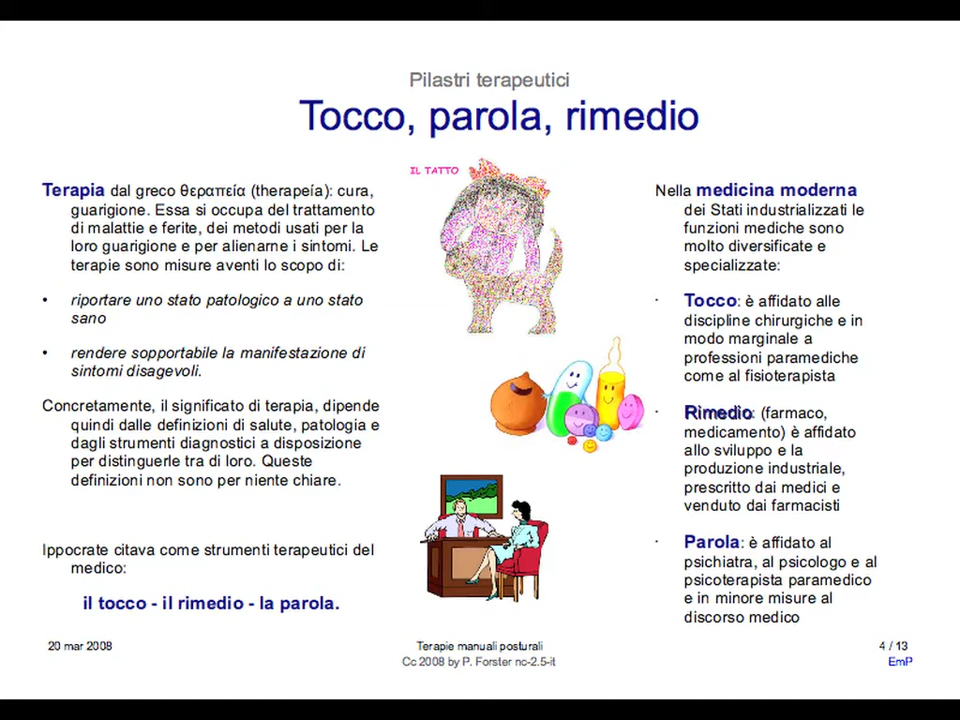 Pilastri terapeutici
Tocco, parola, rimedio
Terapia dal greco θεραπεία (therapeía): cura,
guarigione. Essa si occupa del trattamento
di malattie e ferite, dei metodi usati per la
loro guarigione e per alienarne i sintomi. Le
terapie sono misure aventi lo scopo di:
• riportare uno stato patologico a uno stato
sano
• rendere sopportabile la manifestazione di
sintomi disagevoli.
Concretamente, il significato di terapia, dipende
quindi dalle definizioni di salute, patologia e
dagli strumenti diagnostici a disposizione
per distinguerle tra di loro. Queste
definizioni non sono per niente chiare.
Ippocrate citava come strumenti terapeutici del
medico:
il tocco - il rimedio - la parola.
IL TATTO
Nella medicina moderna
dei Stati industrializzati le
funzioni mediche sono
molto diversificate e
specializzate:
· Tocco: è affidato alle
discipline chirurgiche e in
modo marginale a
professioni paramediche
come al fisioterapista
· Rimedio: (farmaco,
medicamento) è affidato
allo sviluppo e la
produzione industriale,
prescritto dai medici e
venduto dai farmacisti
· Parola: è affidato al
psichiatra, al psicologo e al
psicoterapista paramedico
e in minore misure al
discorso medico
20 mar 2008
Terapie manuali posturali
Cc 2008 by P. Forster nc-2.5-it
4 / 13
EmP